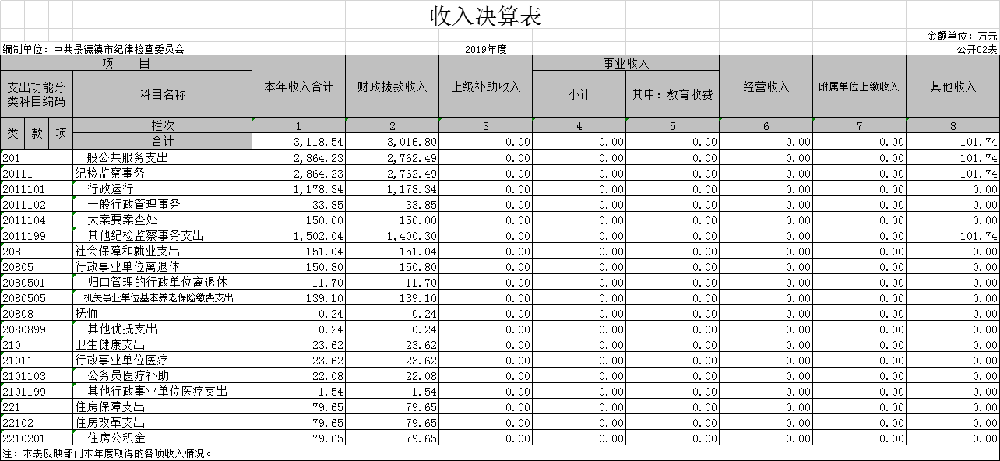 收入决算表
金额单位：万元
编制单位：中共景德镇市纪律检查委员会 2019年度 公开02表
项 目 本年收入合计 财政拨款收入 上级补助收入 事业收入 经营收入 附属单位上缴收入 其他收入
支出功能分类科目编码 科目名称 小计 其中：教育收费
类 款 项 栏次 1 2 3 4 5 6 7 8
合计 3,118.54 3,016.80 0.00 0.00 0.00 0.00 0.00 101.74
201 一般公共服务支出 2,864.23 2,762.49 0.00 0.00 0.00 0.00 0.00 101.74
20111 纪检监察事务 2,864.23 2,762.49 0.00 0.00 0.00 0.00 0.00 101.74
2011101 行政运行 1,178.34 1,178.34 0.00 0.00 0.00 0.00 0.00 0.00
2011102 一般行政管理事务 33.85 33.85 0.00 0.00 0.00 0.00 0.00 0.00
2011104 大案要案查处 150.00 150.00 0.00 0.00 0.00 0.00 0.00 0.00
2011199 其他纪检监察事务支出 1,502.04 1,400.30 0.00 0.00 0.00 0.00 0.00 101.74
208 社会保障和就业支出 151.04 151.04 0.00 0.00 0.00 0.00 0.00 0.00
20805 行政事业单位离退休 150.80 150.80 0.00 0.00 0.00 0.00 0.00 0.00
2080501 归口管理的行政单位离退休 11.70 11.70 0.00 0.00 0.00 0.00 0.00 0.00
2080505 机关事业单位基本养老保险缴费支出 139.10 139.10 0.00 0.00 0.00 0.00 0.00 0.00
20808 抚恤 0.24 0.24 0.00 0.00 0.00 0.00 0.00 0.00
2080899 其他优抚支出 0.24 0.24 0.00 0.00 0.00 0.00 0.00 0.00
210 卫生健康支出 23.62 23.62 0.00 0.00 0.00 0.00 0.00 0.00
21011 行政事业单位医疗 23.62 23.62 0.00 0.00 0.00 0.00 0.00 0.00
2101103 公务员医疗补助 22.08 22.08 0.00 0.00 0.00 0.00 0.00 0.00
2101199 其他行政事业单位医疗支出 1.54 1.54 0.00 0.00 0.00 0.00 0.00 0.00
221 住房保障支出 79.65 79.65 0.00 0.00 0.00 0.00 0.00 0.00
22102 住房改革支出 79.65 79.65 0.00 0.00 0.00 0.00 0.00 0.00
2210201 住房公积金 79.65 79.65 0.00 0.00 0.00 0.00 0.00 0.00
注：本表反映部门本年度取得的各项收入情况。